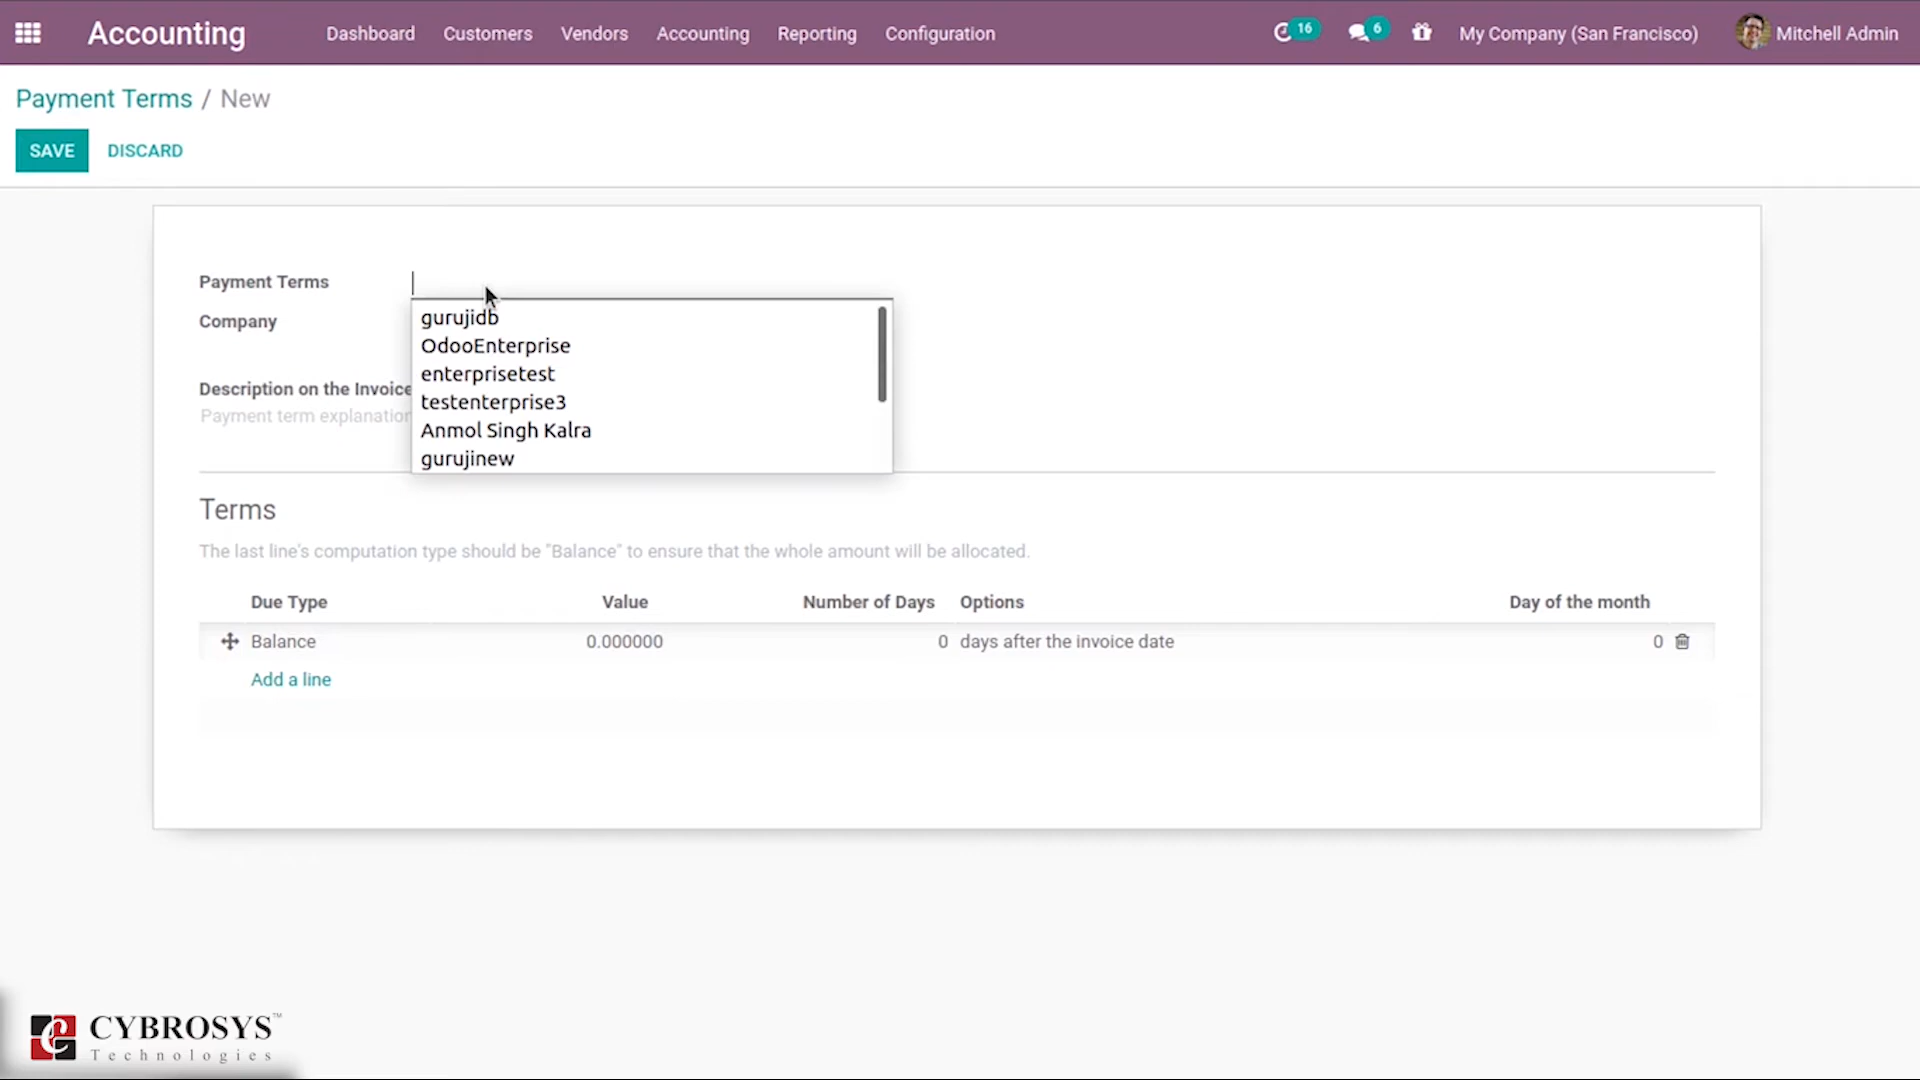 Accounting Dashboard Customers Vendors Accounting Reporting Configuration 16 6 My Company (San Francisco) Mitchell Admin
Payment Terms / New
SAVE DISCARD
Payment Terms
gurujidb
Company
OdooEnterprise
enterprisetest
Description on the Invoice
testenterprise3
Payment term explanation
Anmol Singh Kalra
gurujinew
Terms
The last line's computation type should be "Balance" to ensure that the whole amount will be allocated.
Due Type Value Number of Days Options Day of the month
Balance 0.000000 0 days after the invoice date 0
Add a line
CYBROSYS™
Technologies